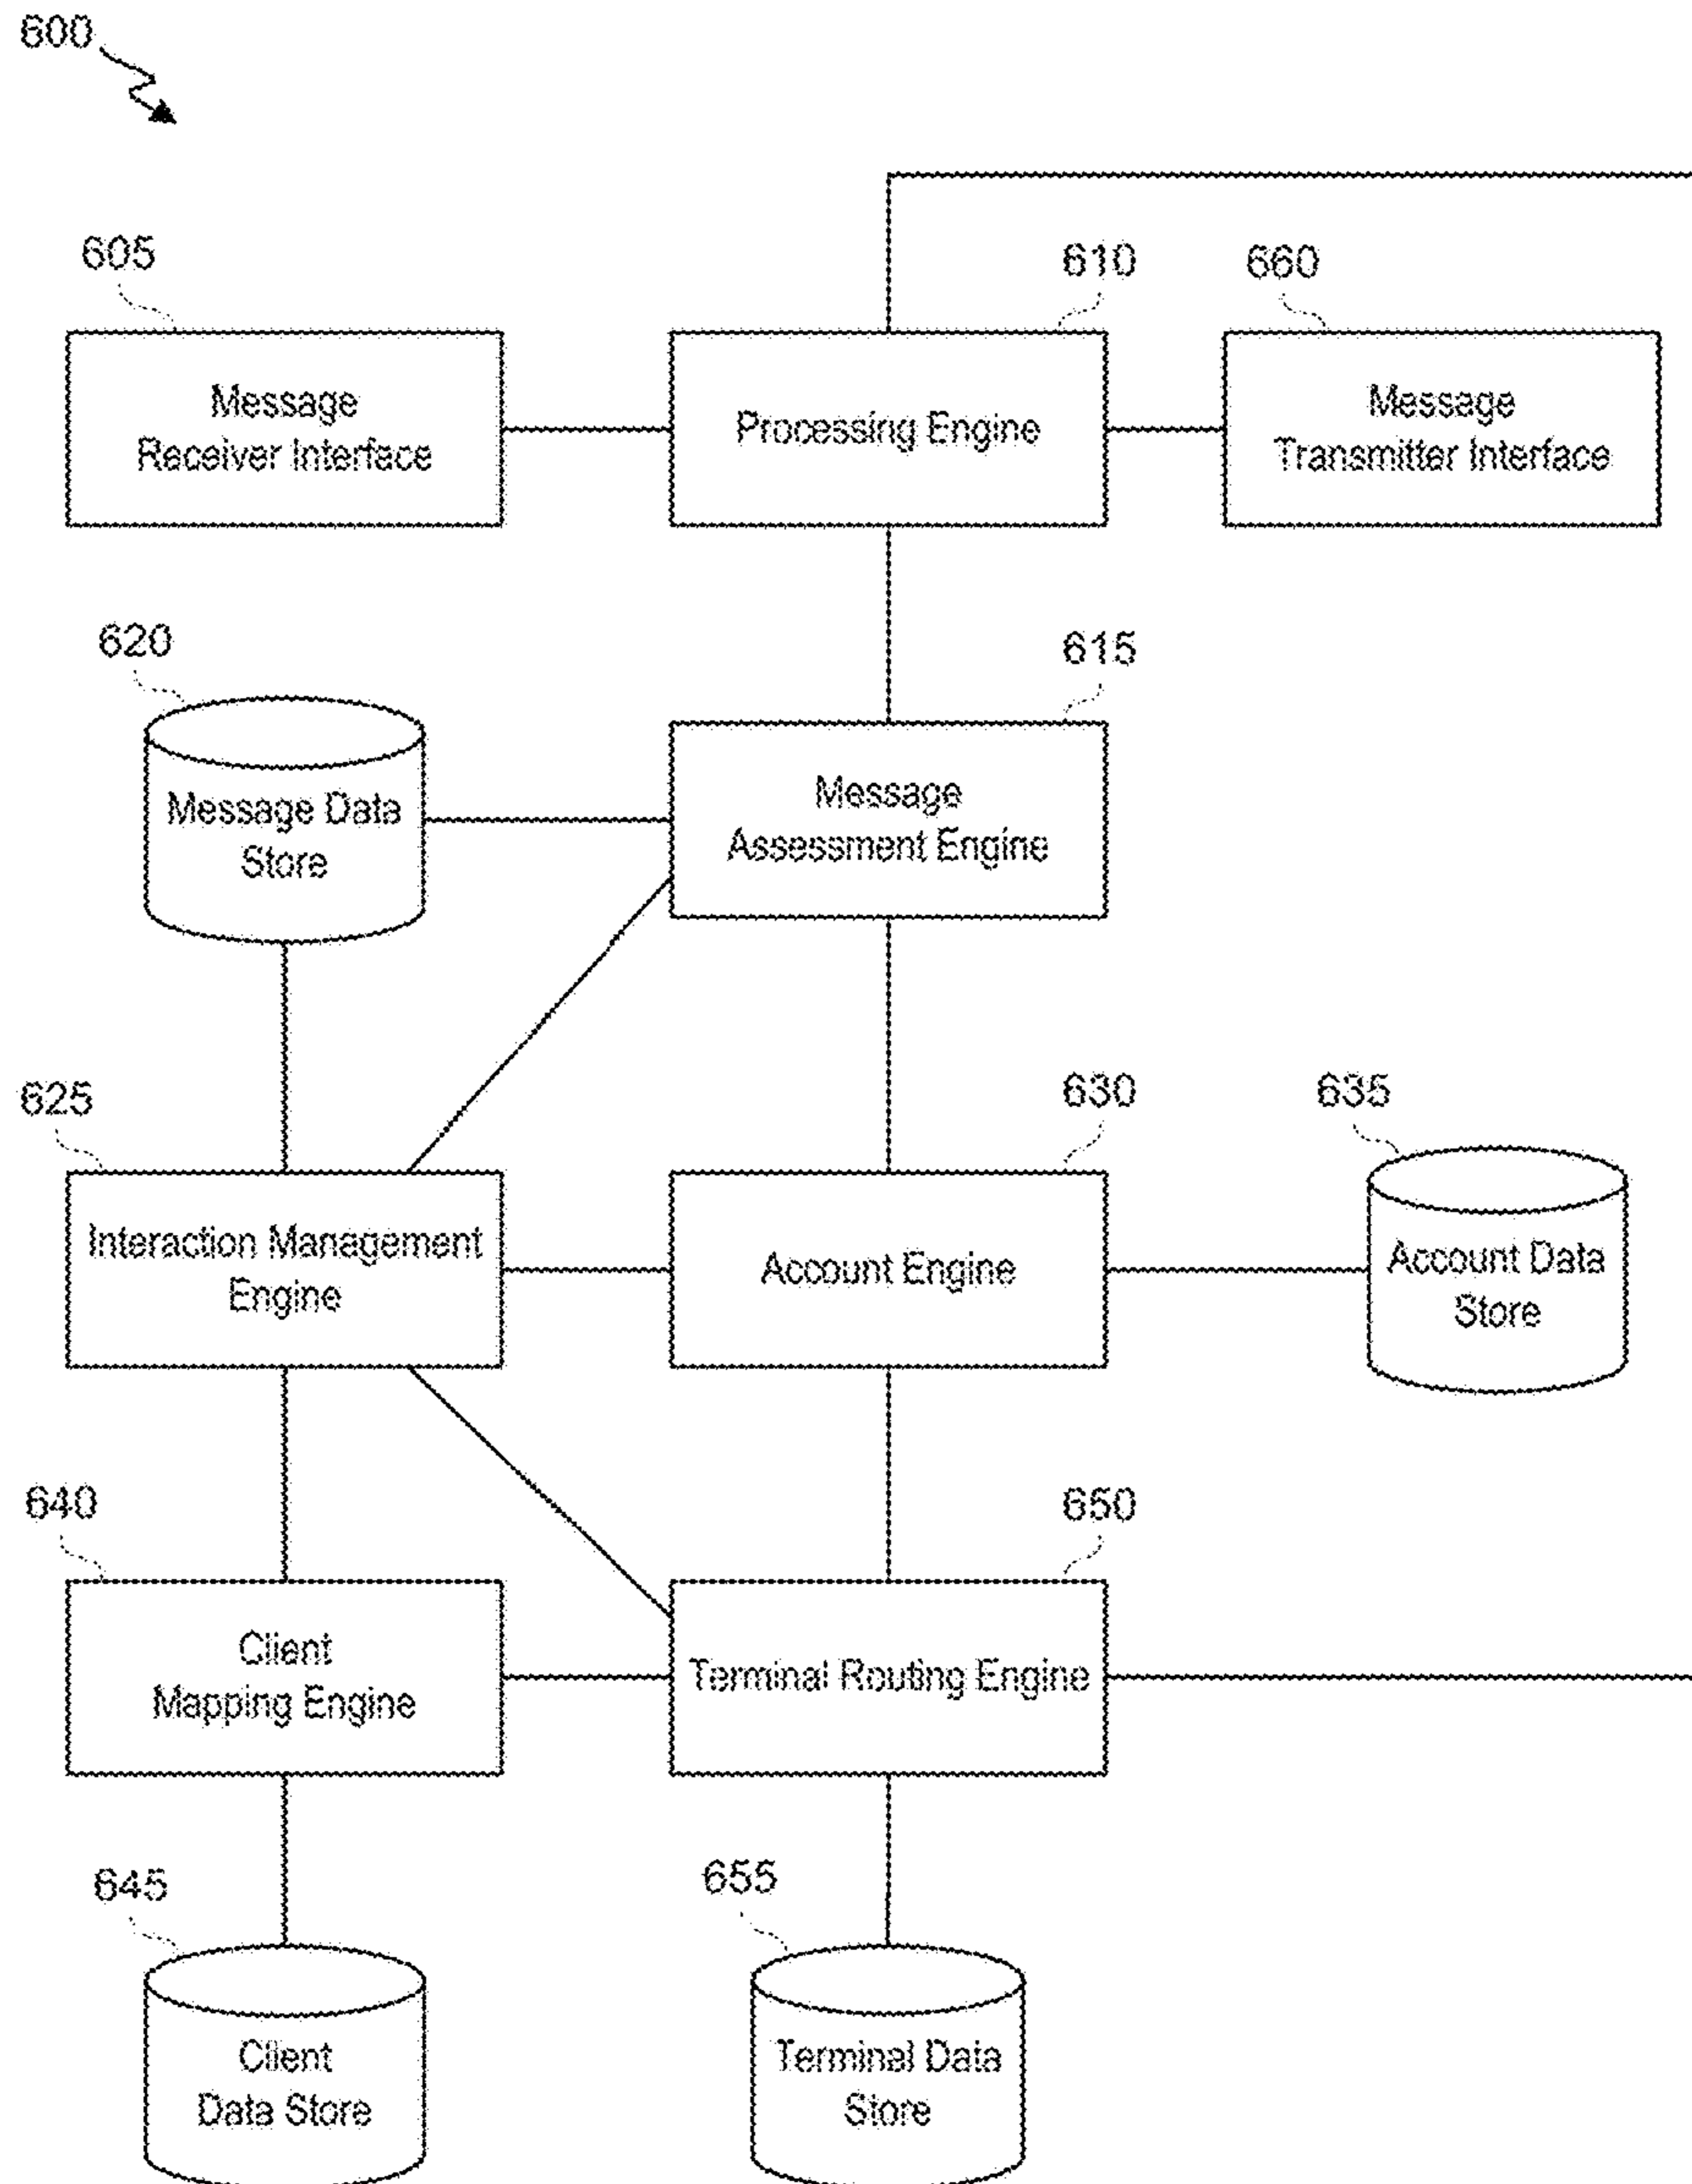 600
605
610
660
Message
Receiver Interface
Processing Engine
Message
Transmitter Interface
620
615
Message Data
Store
Message
Assessment Engine
625
630
635
Interaction Management
Engine
Account Engine
Account Data
Store
640
650
Client
Mapping Engine
Terminal Routing Engine
645
655
Client
Data Store
Terminal Data
Store